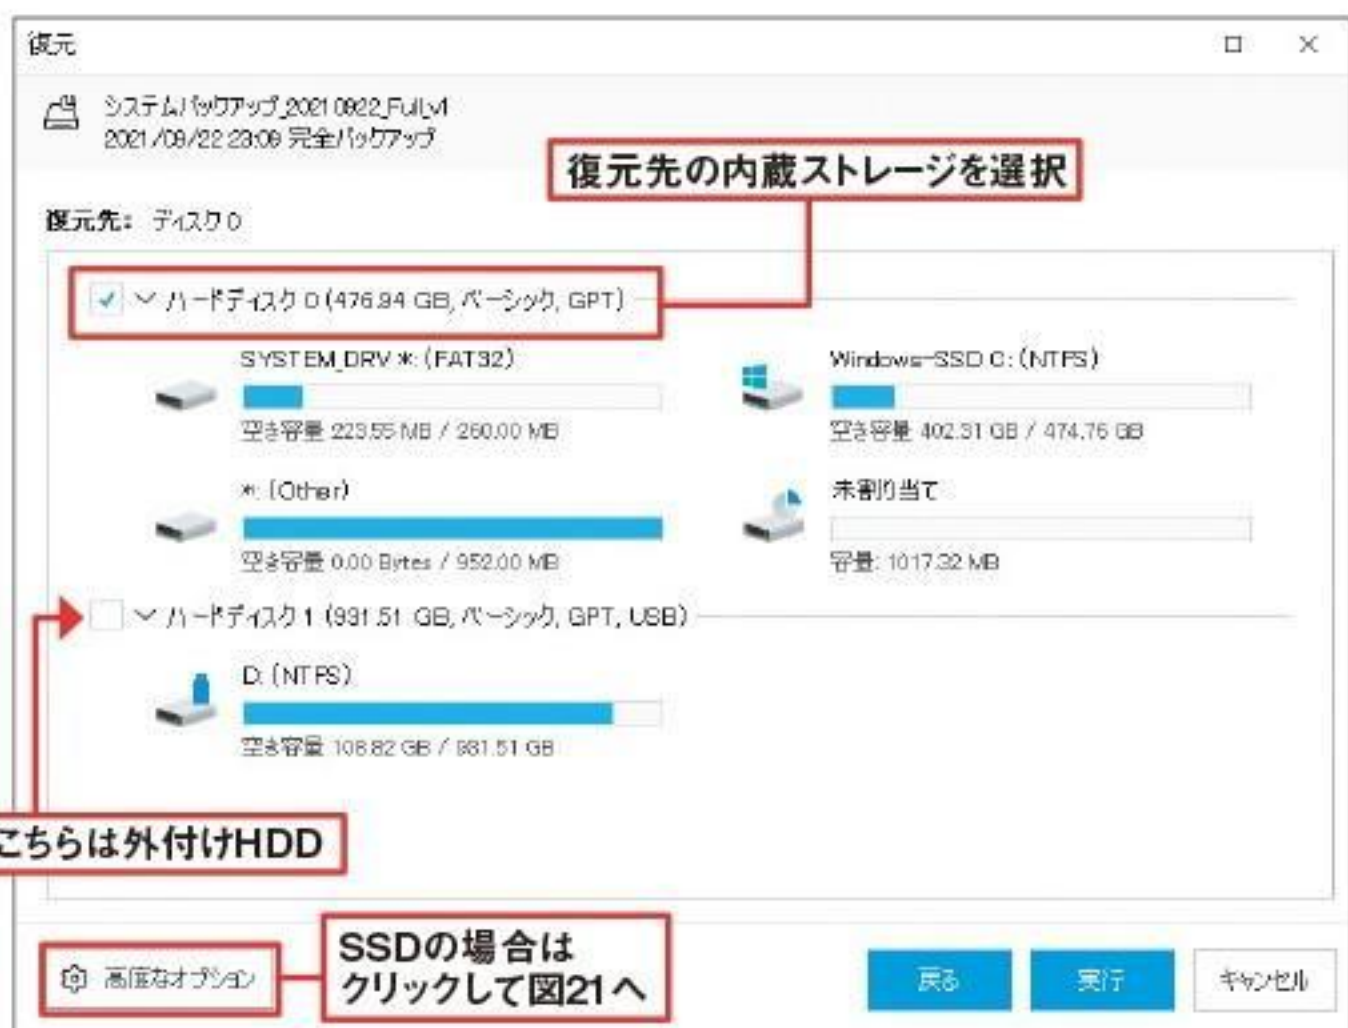 復元
システムバックアップ_20210922_Full_v1
2021/09/22 23:09 完全バックアップ
復元先の内蔵ストレージを選択
復元先: ディスク 0
ハードディスク 0 (476.94 GB, ベーシック, GPT)
SYSTEM_DRV *: (FAT32)
空き容量 223.55 MB / 260.00 MB
Windows-SSD C: (NTFS)
空き容量 402.31 GB / 474.76 GB
*: (Other)
空き容量 0.00 Bytes / 952.00 MB
未割り当て
容量: 1017.32 MB
ハードディスク 1 (931.51 GB, ベーシック, GPT, USB)
D: (NTFS)
空き容量 108.82 GB / 931.51 GB
こちらは外付けHDD
高度なオプション
SSDの場合は
クリックして図21へ
戻る
実行
キャンセル